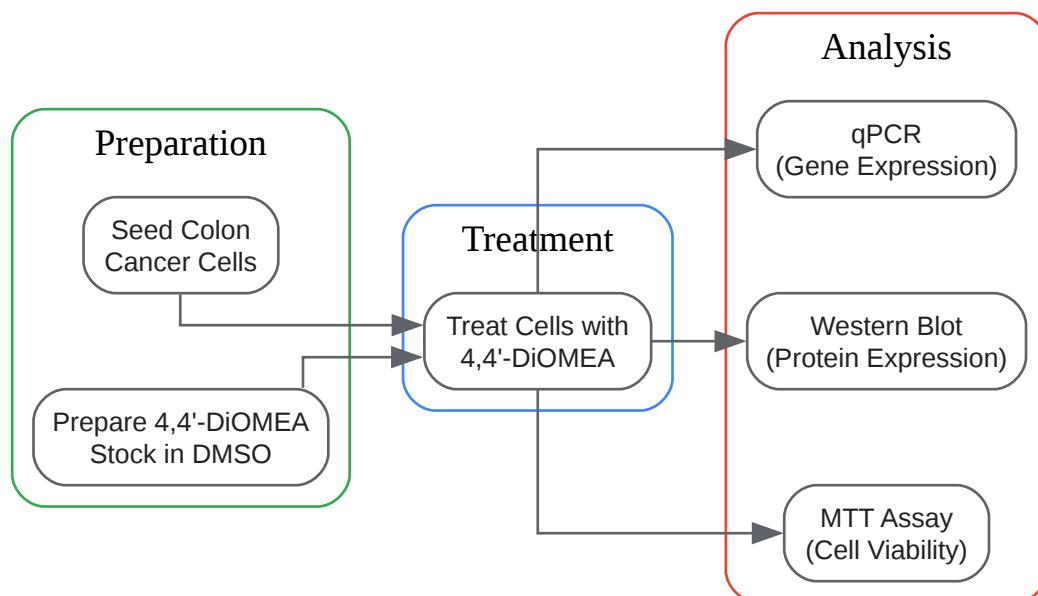 Preparation
Seed Colon
Cancer Cells
Prepare 4,4'-DiOMEA
Stock in DMSO
Treatment
Treat Cells with
4,4'-DiOMEA
Analysis
qPCR
(Gene Expression)
Western Blot
(Protein Expression)
MTT Assay
(Cell Viability)